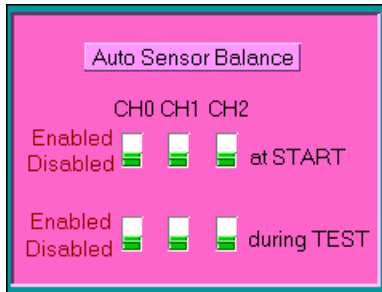 Auto Sensor Balance
CH0 CH1 CH2
Enabled
Disabled at START
Enabled
Disabled during TEST